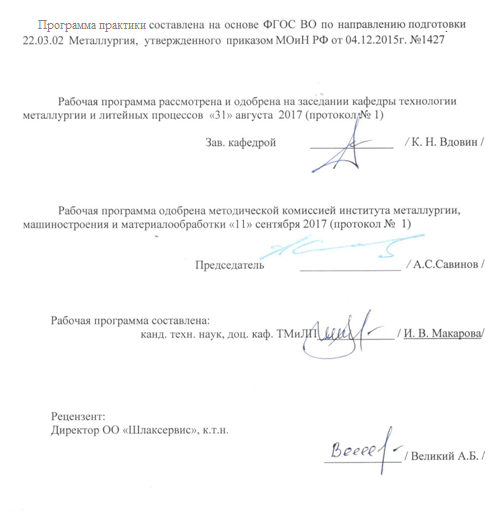 Программа практики составлена на основе ФГОС ВО по направлению подготовки
22.03.02 Металлургия, утвержденного приказом МОиН РФ от 04.12.2015г. №1427
Рабочая программа рассмотрена и одобрена на заседании кафедры технологии
металлургии и литейных процессов «31» августа 2017 (протокол № 1)
Зав. кафедрой / К. Н. Вдовин /
Рабочая программа одобрена методической комиссией института металлургии,
машиностроения и материалообработки «11» сентября 2017 (протокол № 1)
Председатель / А.С.Савинов /
Рабочая программа составлена:
канд. техн. наук, доц. каф. ТМиЛП / И. В. Макарова/
Рецензент:
Директор ОО «Шлаксервис», к.т.н.
/ Великий А.Б. /